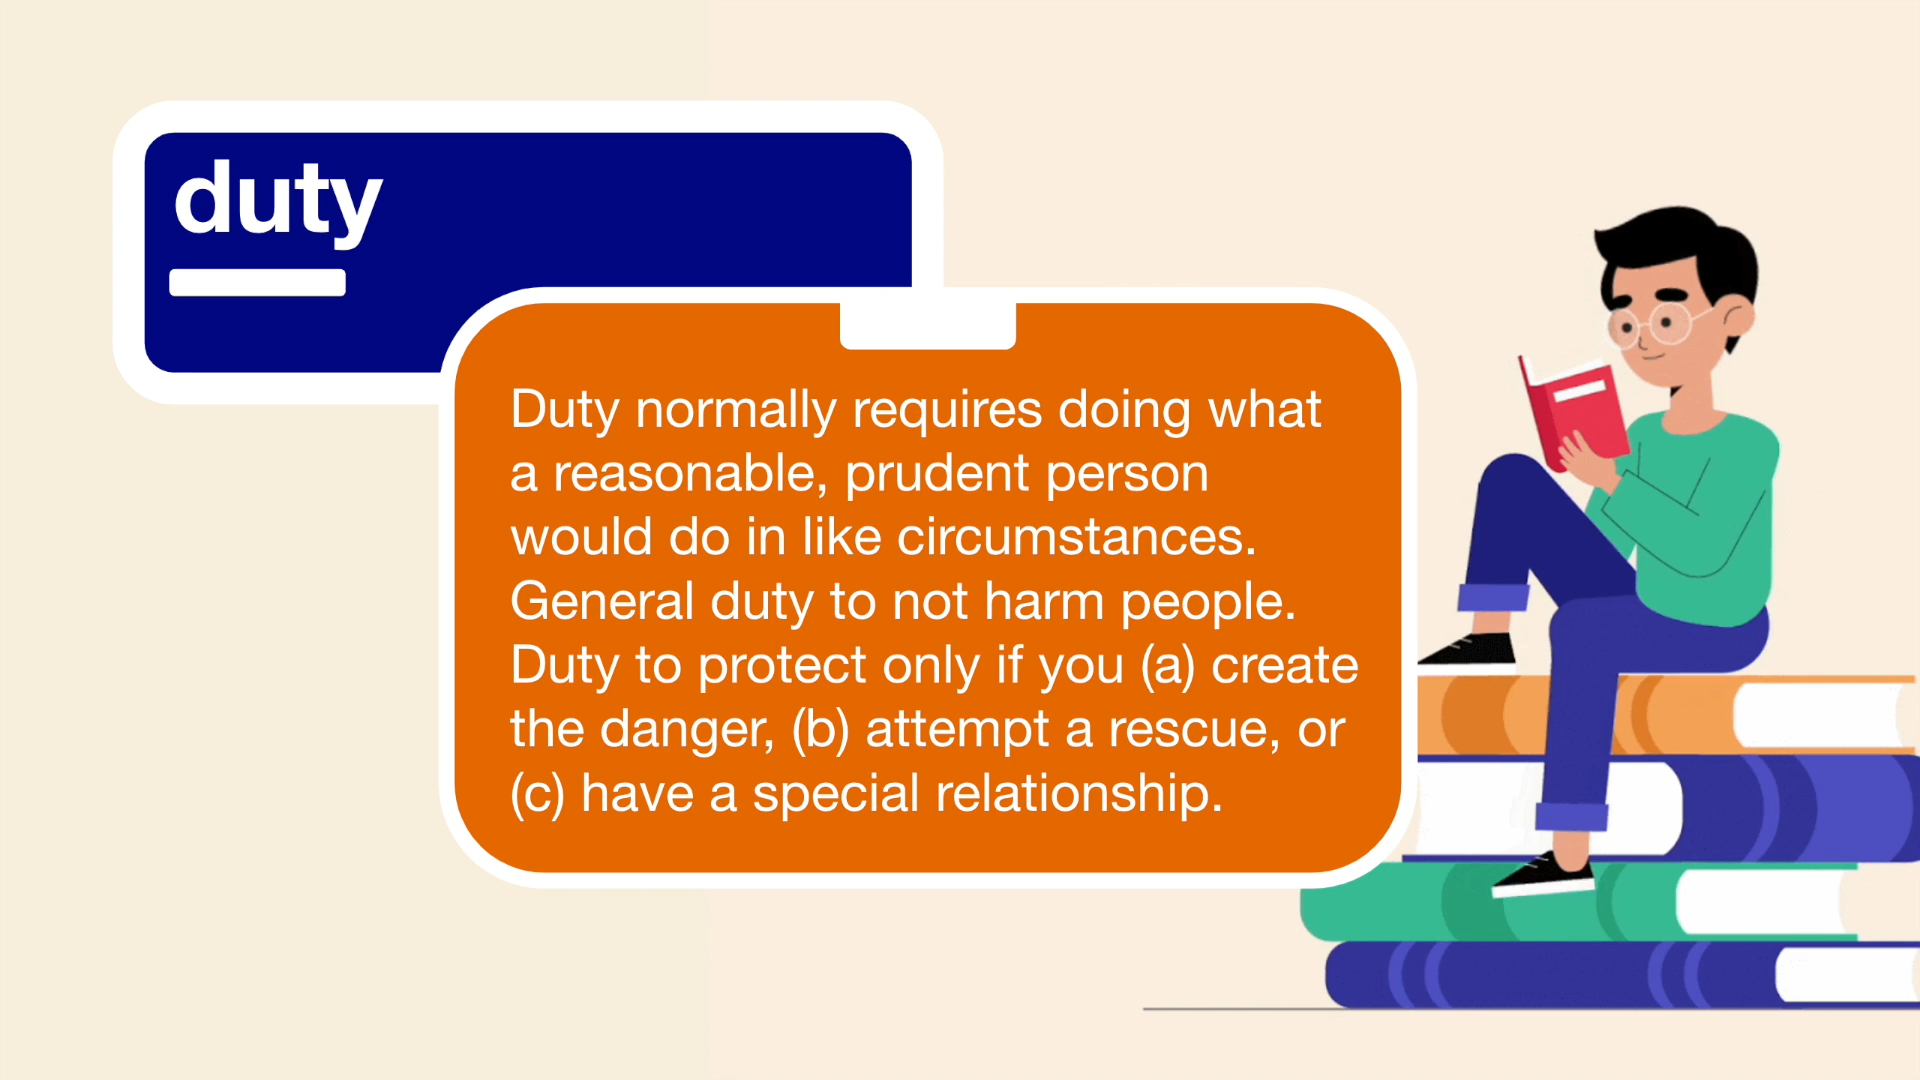 duty
Duty normally requires doing what
a reasonable, prudent person
would do in like circumstances.
General duty to not harm people.
Duty to protect only if you (a) create
the danger, (b) attempt a rescue, or
(c) have a special relationship.